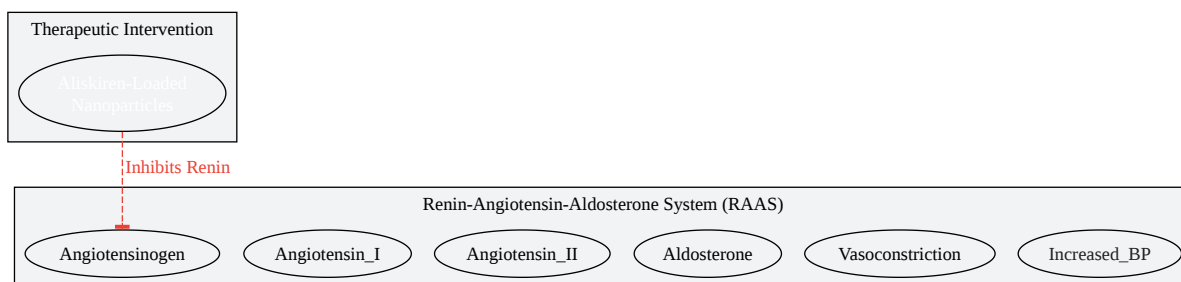 Therapeutic Intervention
Aliskiren-Loaded
Nanoparticles
Inhibits Renin
Renin-Angiotensin-Aldosterone System (RAAS)
Angiotensinogen
Angiotensin_I
Angiotensin_II
Aldosterone
Vasoconstriction
Increased_BP